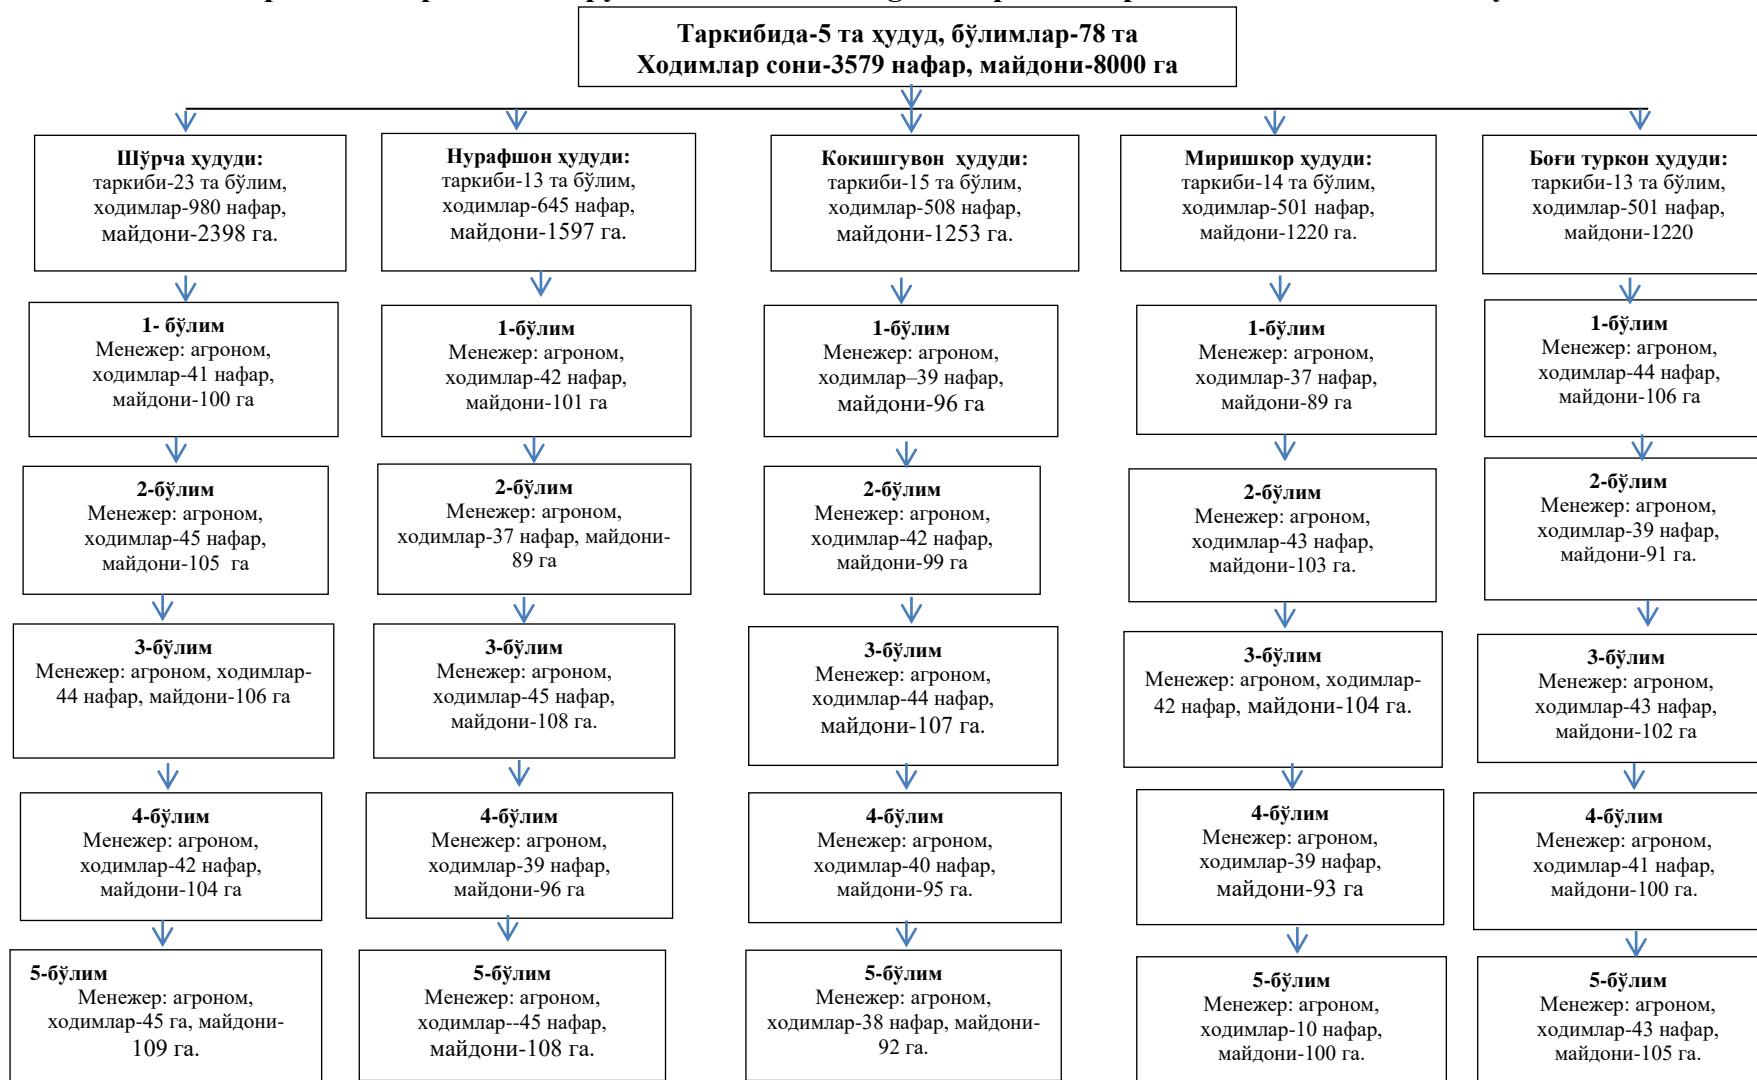 Таркибида-5 та ҳудуд, бўлимлар-78 та
Ходимлар сони-3579 нафар, майдони-8000 га
Шўрча ҳудуди:
таркиби-23 та бўлим,
ходимлар-980 нафар,
майдони-2398 га.
Нурафшон ҳудуди:
таркиби-13 та бўлим,
ходимлар-645 нафар,
майдони-1597 га.
Кокишгувон ҳудуди:
таркиби-15 та бўлим,
ходимлар-508 нафар,
майдони-1253 га.
Миришкор ҳудуди:
таркиби-14 та бўлим,
ходимлар-501 нафар,
майдони-1220 га.
Боғи туркон ҳудуди:
таркиби-13 та бўлим,
ходимлар-501 нафар,
майдони-1220
1- бўлим
Менежер: агроном,
ходимлар-41 нафар,
майдони-100 га
1-бўлим
Менежер: агроном,
ходимлар-42 нафар,
майдони-101 га
1-бўлим
Менежер: агроном,
ходимлар–39 нафар,
майдони-96 га
1-бўлим
Менежер: агроном,
ходимлар-37 нафар,
майдони-89 га
1-бўлим
Менежер: агроном,
ходимлар-44 нафар,
майдони-106 га
2-бўлим
Менежер: агроном,
ходимлар-45 нафар,
майдони-105 га
2-бўлим
Менежер: агроном,
ходимлар-37 нафар, майдони-
89 га
2-бўлим
Менежер: агроном,
ходимлар-42 нафар,
майдони-99 га
2-бўлим
Менежер: агроном,
ходимлар-43 нафар,
майдони-103 га.
2-бўлим
Менежер: агроном,
ходимлар-39 нафар,
майдони-91 га.
3-бўлим
Менежер: агроном, ходимлар-
44 нафар, майдони-106 га
3-бўлим
Менежер: агроном,
ходимлар-45 нафар,
майдони-108 га.
3-бўлим
Менежер: агроном,
ходимлар-44 нафар,
майдони-107 га.
3-бўлим
Менежер: агроном, ходимлар-
42 нафар, майдони-104 га.
3-бўлим
Менежер: агроном,
ходимлар-43 нафар,
майдони-102 га
4-бўлим
Менежер: агроном,
ходимлар-42 нафар,
майдони-104 га
4-бўлим
Менежер: агроном,
ходимлар-39 нафар,
майдони-96 га
4-бўлим
Менежер: агроном,
ходимлар-40 нафар,
майдони-95 га.
4-бўлим
Менежер: агроном,
ходимлар-39 нафар,
майдони-93 га
4-бўлим
Менежер: агроном,
ходимлар-41 нафар,
майдони-100 га.
5-бўлим
Менежер: агроном,
ходимлар-45 га, майдони-
109 га.
5-бўлим
Менежер: агроном,
ходимлар--45 нафар,
майдони-108 га.
5-бўлим
Менежер: агроном,
ходимлар-38 нафар, майдони-
92 га.
5-бўлим
Менежер: агроном,
ходимлар-10 нафар,
майдони-100 га.
5-бўлим
Менежер: агроном,
ходимлар-43 нафар,
майдони-105 га.